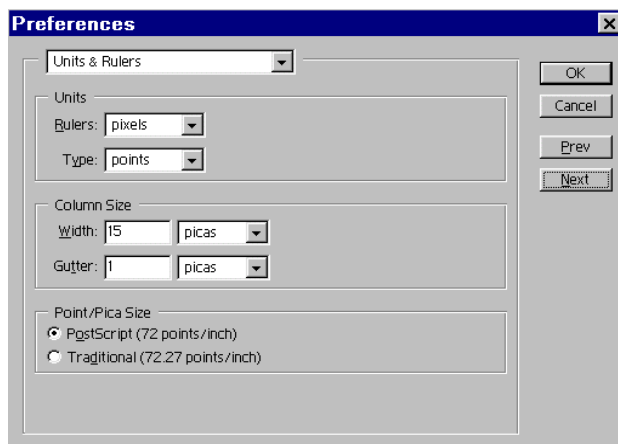 Preferences
Units & Rulers
OK
Cancel
Prev
Next
Units
Rulers: pixels
Type: points
Column Size
Width: 15 picas
Gutter: 1 picas
Point/Pica Size
PostScript (72 points/inch)
Traditional (72.27 points/inch)